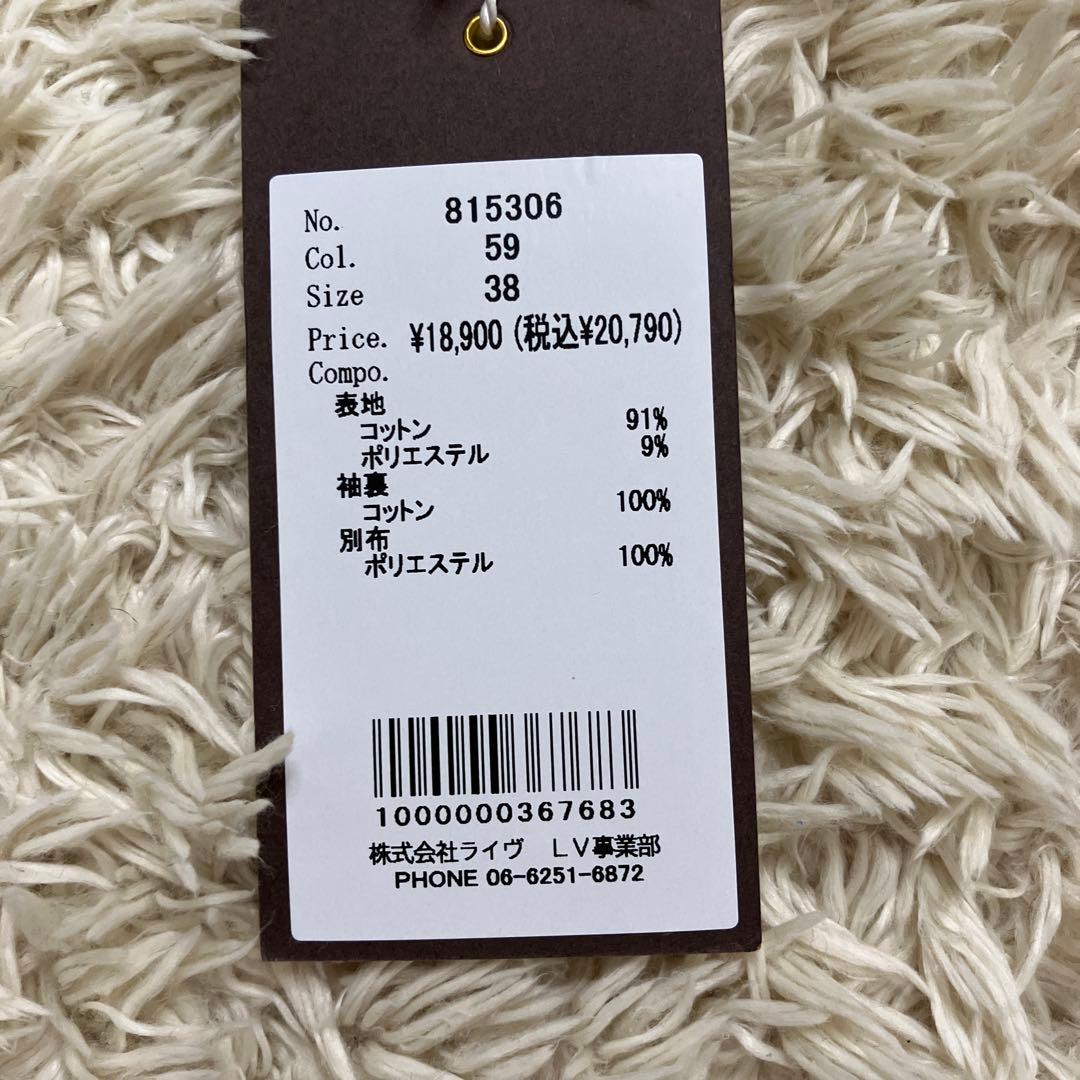 No. 815306
Col. 59
Size 38
Price. ¥18,900 (税込¥20,790)
Compo.
表地
コットン 91%
ポリエステル 9%
袖裏
コットン 100%
別布
ポリエステル 100%
1000000367683
株式会社ライヴ　LV事業部
PHONE 06-6251-6872